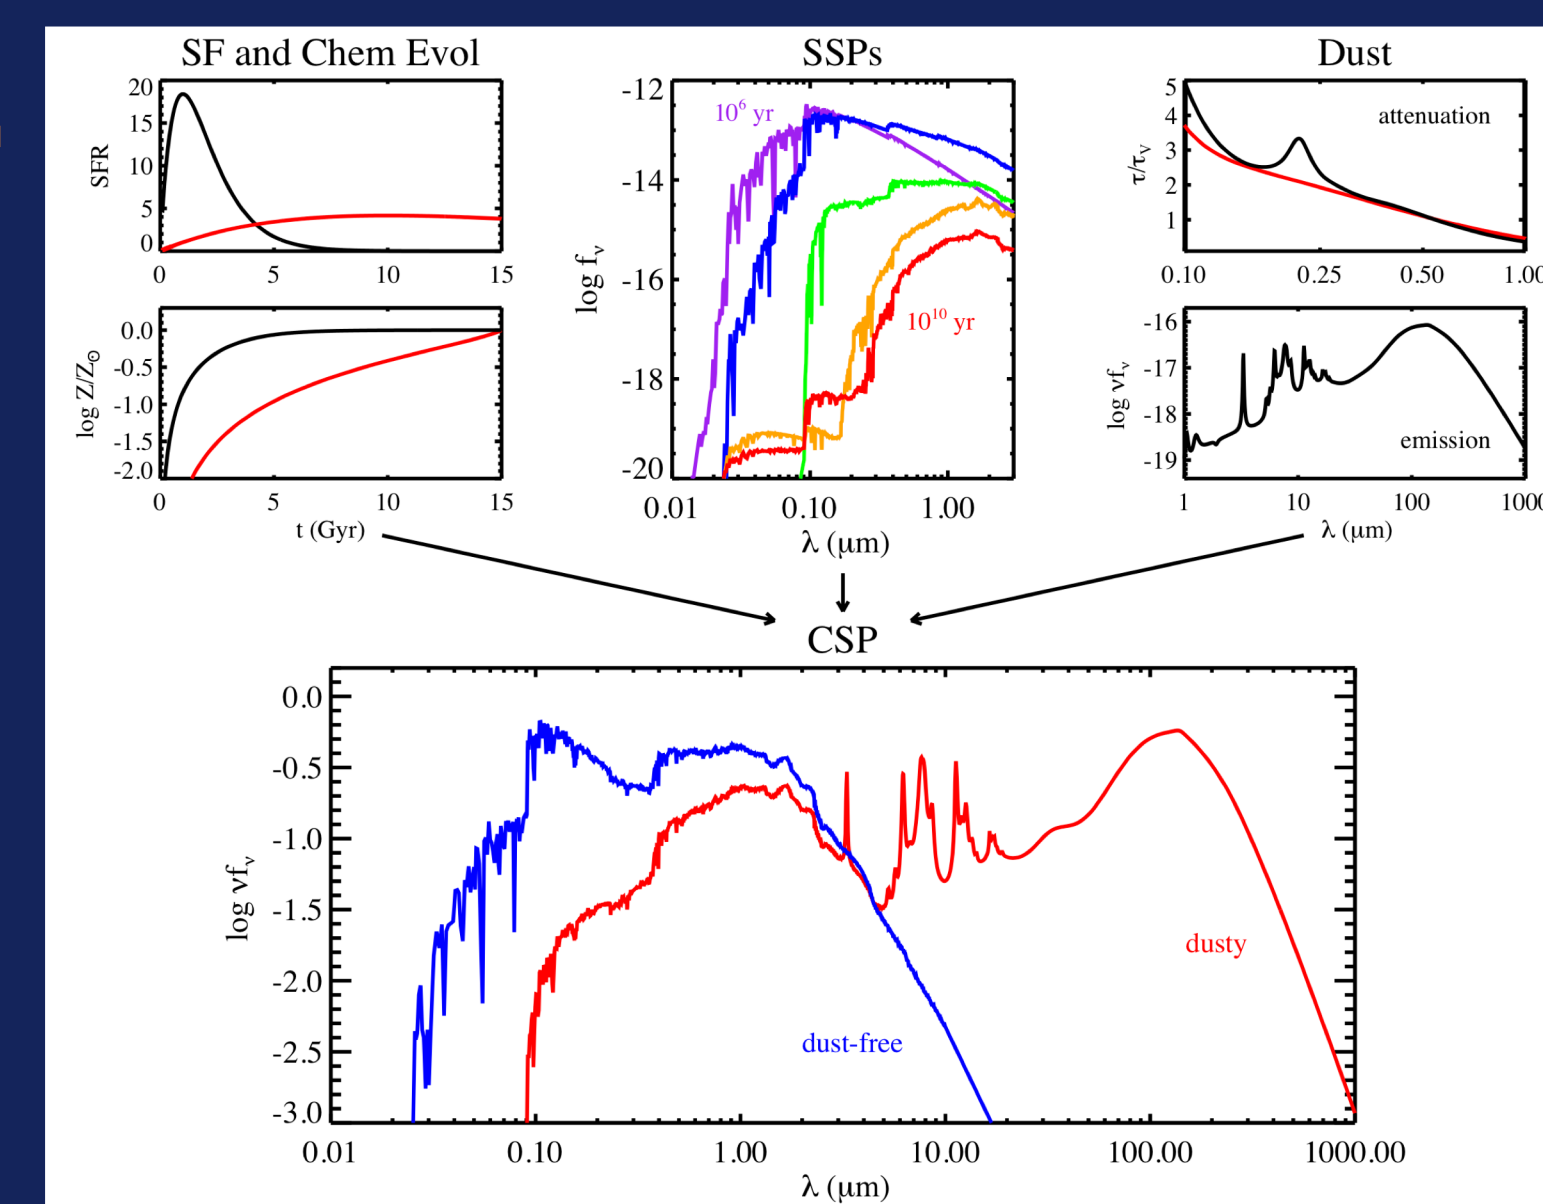 SF and Chem Evol
SSPs
Dust
20
15
10
5
0
SFR
0 5 10 15
0.0
-0.5
-1.0
-1.5
-2.0
log Z/Z⊙
0 5 10 15
t (Gyr)
-12
-14
-16
-18
-20
log fν
10⁶ yr
10¹⁰ yr
0.01 0.10 1.00
λ (μm)
5
4
3
2
1
τ/τV
attenuation
0.10 0.25 0.50 1.00
-16
-17
-18
-19
log νfν
emission
1 10 100 1000
λ (μm)
CSP
0.0
-0.5
-1.0
-1.5
-2.0
-2.5
-3.0
log νfν
dusty
dust-free
0.01 0.10 1.00 10.00 100.00 1000.00
λ (μm)